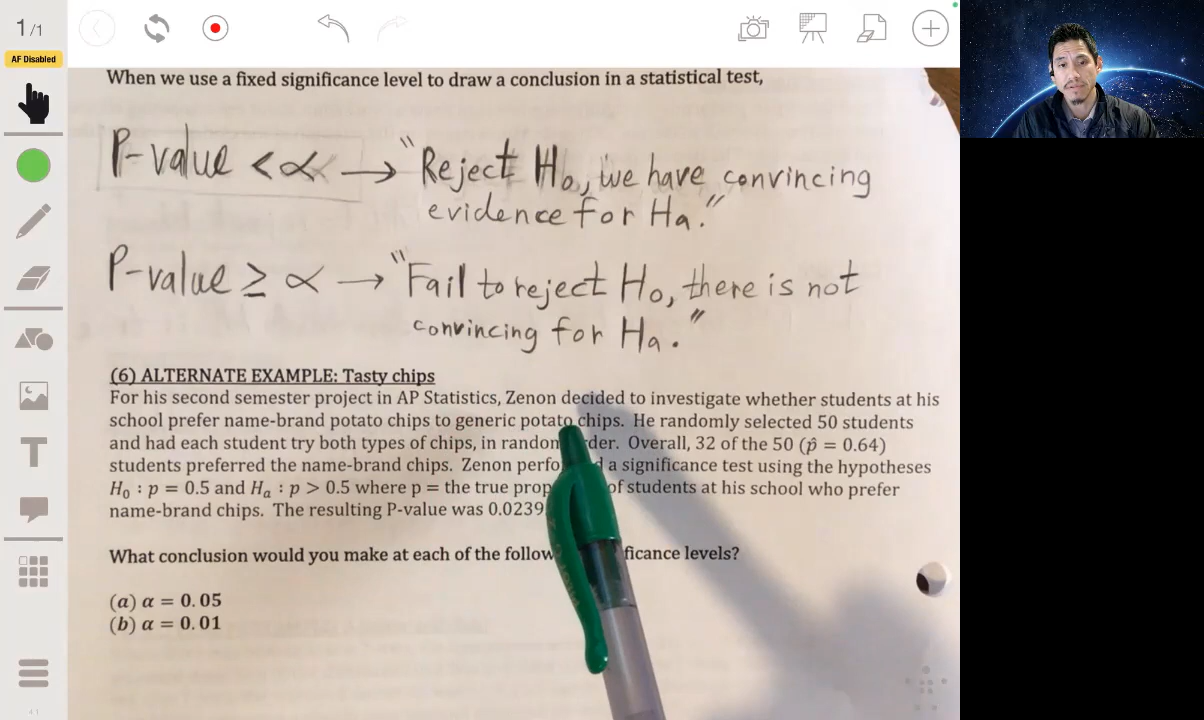 1/1
AF Disabled
When we use a fixed significance level to draw a conclusion in a statistical test,
P-value < α → "Reject H₀, we have convincing
evidence for Ha."
P-value ≥ α → "Fail to reject H₀, there is not
convincing for Ha."
(6) ALTERNATE EXAMPLE: Tasty chips
For his second semester project in AP Statistics, Zenon decided to investigate whether students at his
school prefer name-brand potato chips to generic potato chips. He randomly selected 50 students
and had each student try both types of chips, in random der. Overall, 32 of the 50 (p̂ = 0.64)
students preferred the name-brand chips. Zenon perfo d a significance test using the hypotheses
H₀ : p = 0.5 and Hₐ : p > 0.5 where p = the true prop of students at his school who prefer
name-brand chips. The resulting P-value was 0.0239
What conclusion would you make at each of the follow ficance levels?
(a) α = 0.05
(b) α = 0.01
T